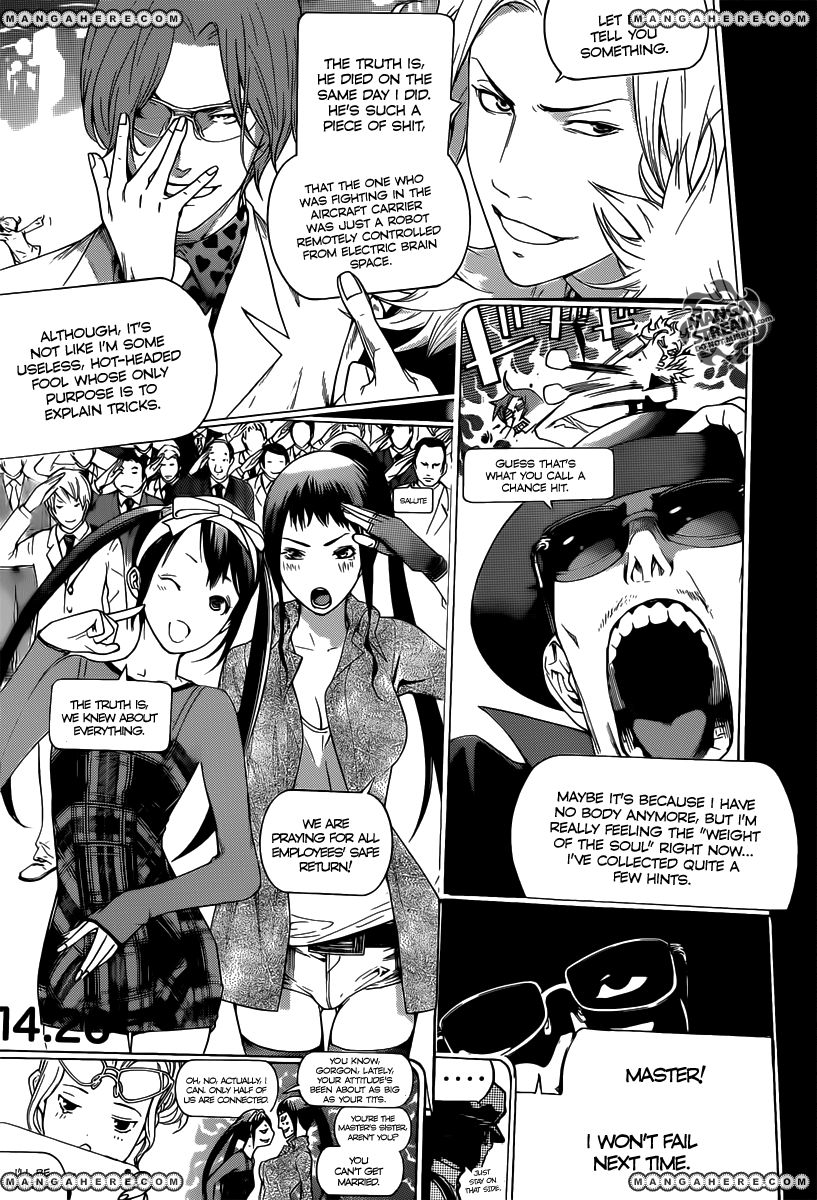 MANGAHERE.COM
MANGAHERE.COM
LET
TELL YOU
SOMETHING.
THE TRUTH IS,
HE DIED ON THE
SAME DAY I DID.
HE'S SUCH A
PIECE OF SHIT,
THAT THE ONE WHO
WAS FIGHTING IN THE
AIRCRAFT CARRIER
WAS JUST A ROBOT
REMOTELY CONTROLLED
FROM ELECTRIC BRAIN
SPACE.
ALTHOUGH, IT'S
NOT LIKE I'M SOME
USELESS, HOT-HEADED
FOOL WHOSE ONLY
PURPOSE IS TO
EXPLAIN TRICKS.
MANGA
STREAM
GUESS THAT'S
WHAT YOU CALL A
CHANCE HIT.
SALUTE
THE TRUTH IS,
WE KNEW ABOUT
EVERYTHING.
WE ARE
PRAYING FOR ALL
EMPLOYEES' SAFE
RETURN!
MAYBE IT'S BECAUSE I HAVE
NO BODY ANYMORE, BUT I'M
REALLY FEELING THE "WEIGHT
OF THE SOUL" RIGHT NOW...
I'VE COLLECTED QUITE A
FEW HINTS.
MASTER!
I WON'T FAIL
NEXT TIME.
OH, NO. ACTUALLY, I
CAN. ONLY HALF OF
US ARE CONNECTED.
YOU KNOW,
GORGON, LATELY,
YOUR ATTITUDE'S
BEEN ABOUT AS BIG
AS YOUR TITS.
YOU'RE THE
MASTER'S SISTER,
AREN'T YOU?
YOU
CAN'T GET
MARRIED.
....
JUST
STAY ON
THAT SIDE.
MANGAHERE.COM
MANGAHERE.COM